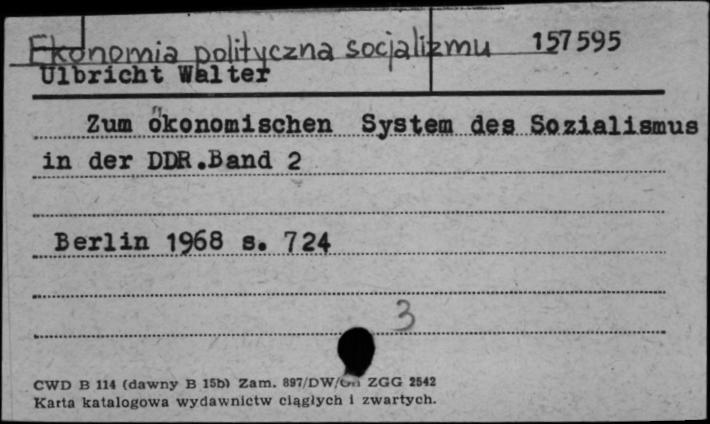 Ekonomia polityczna socjalizmu 157595
Ulbricht Walter
Zum ökonomischen System des Sozialismus
in der DDR.Band 2
Berlin 1968 s. 724
3
CWD B 114 (dawny B 15b) Zam. 897/DW/ ZGG 2542
Karta katalogowa wydawnictw ciągłych i zwartych.